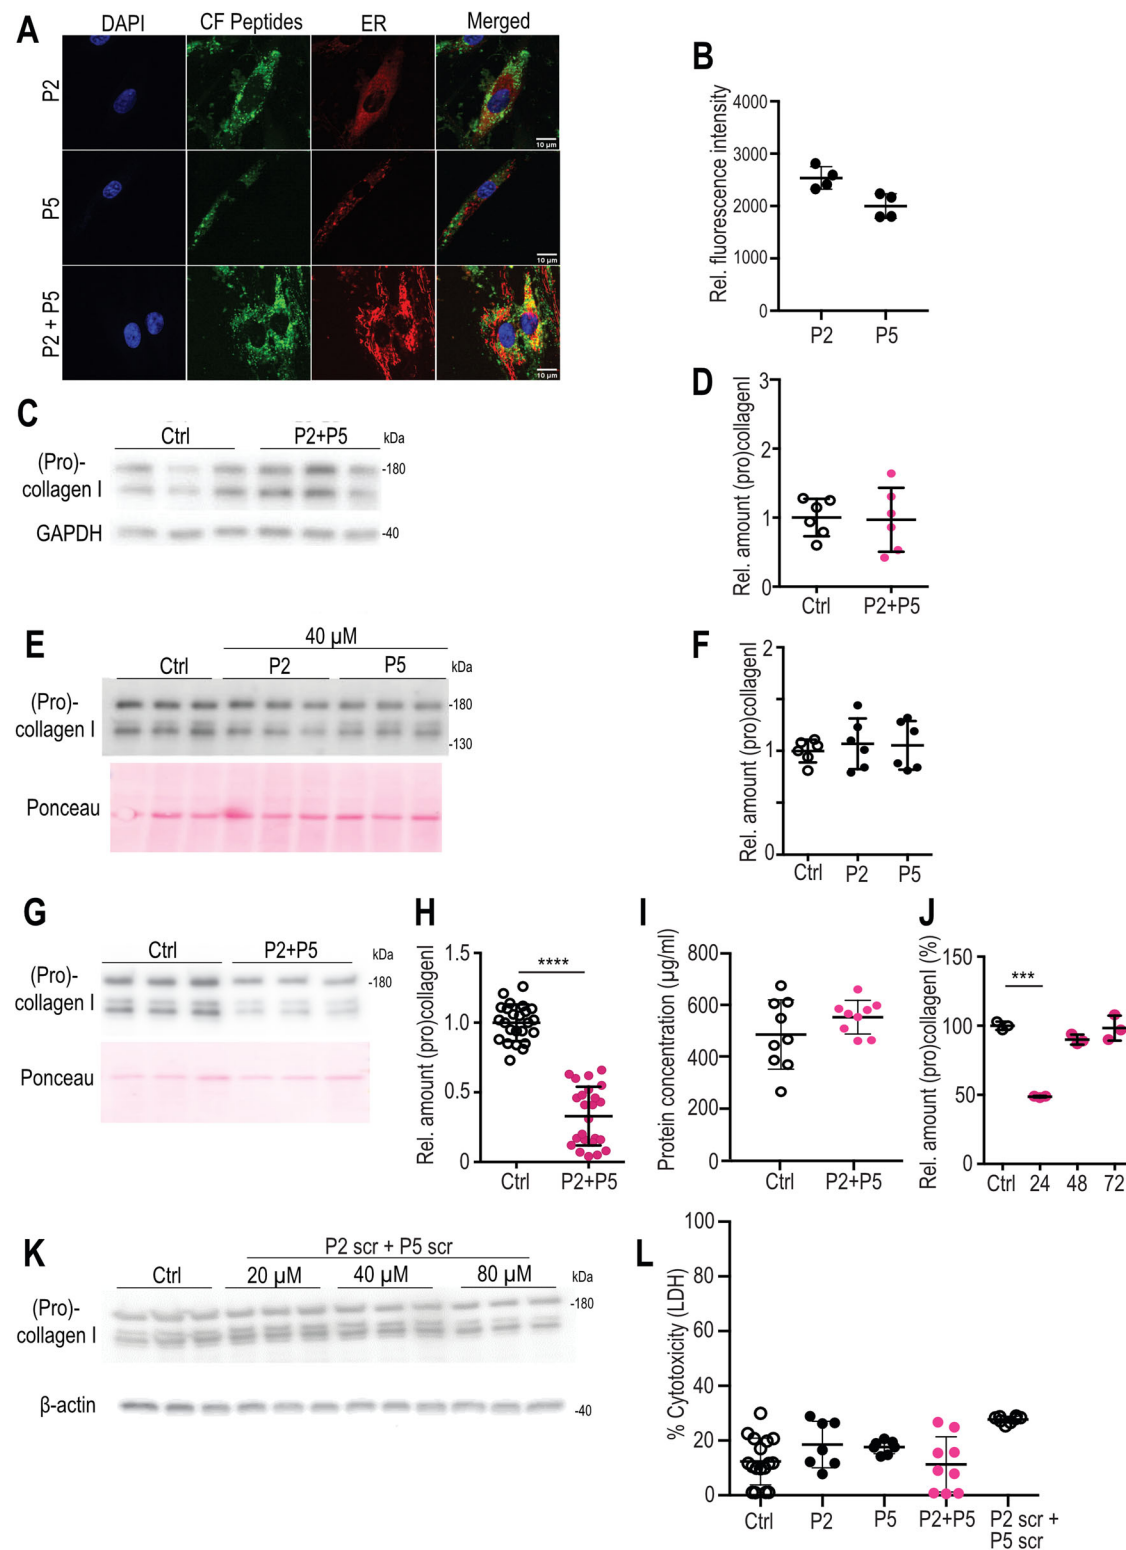 A
DAPI
CF Peptides
ER
Merged
P2
10 µm
P5
10 µm
P2 + P5
10 µm
B
Rel. fluorescence intensity
4000
3000
2000
1000
0
P2
P5
C
Ctrl
P2+P5
kDa
(Pro)-
collagen I
-180
GAPDH
-40
D
Rel. amount (pro)collagenI
3
2
1
0
Ctrl
P2+P5
E
40 µM
Ctrl
P2
P5
kDa
(Pro)-
collagen I
-180
-130
Ponceau
F
Rel. amount (pro)collagenI
2
1
0
Ctrl
P2
P5
G
Ctrl
P2+P5
kDa
(Pro)-
collagen I
-180
Ponceau
H
Rel. amount (pro)collagenI
1.5
1.0
0.5
0
****
Ctrl
P2+P5
I
Protein concentration (µg/ml)
800
600
400
200
0
Ctrl
P2+P5
J
Rel. amount (pro)collagenI (%)
150
100
50
0
***
Ctrl
24
48
72
K
P2 scr + P5 scr
Ctrl
20 µM
40 µM
80 µM
kDa
(Pro)-
collagen I
-180
β-actin
-40
L
% Cytotoxicity (LDH)
100
80
60
40
20
0
Ctrl
P2
P5
P2+P5
P2 scr +
P5 scr